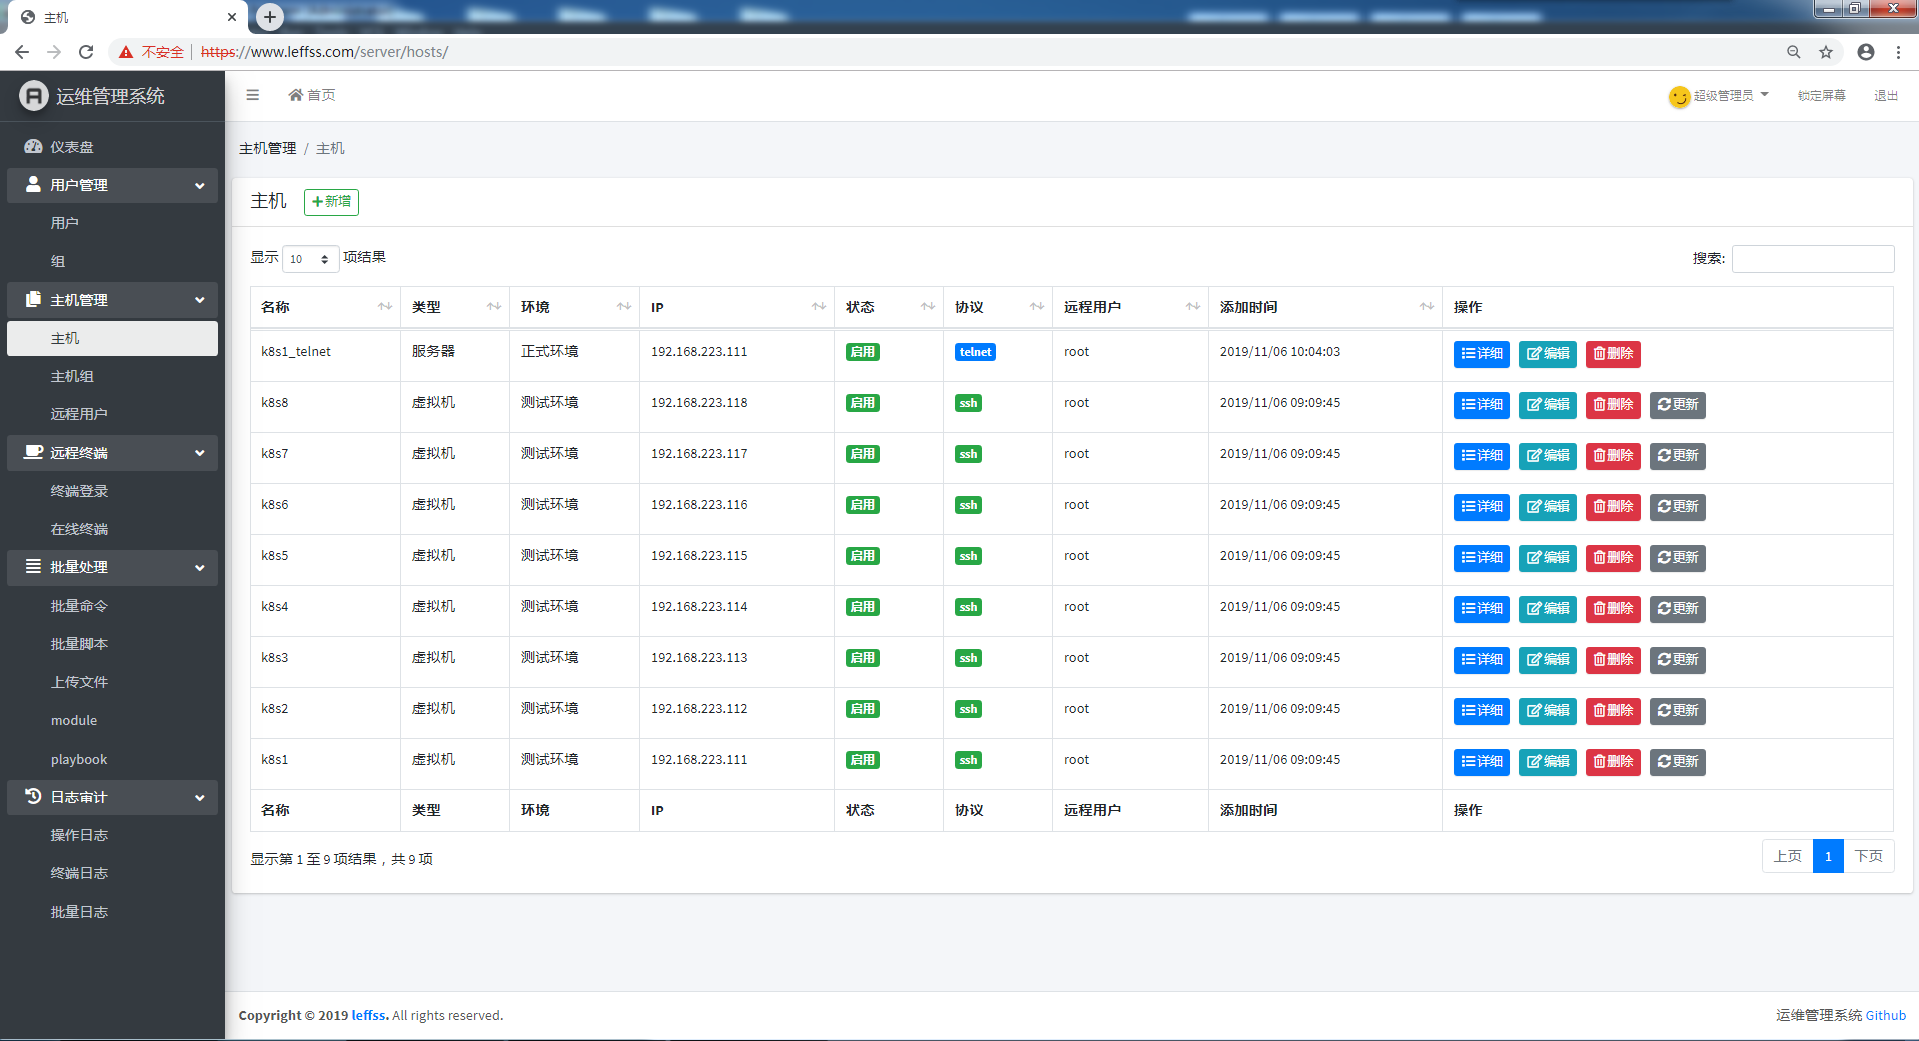 主机
不安全 https://www.leffss.com/server/hosts/
运维管理系统
首页
超级管理员
锁定屏幕
退出
仪表盘
用户管理
用户
组
主机管理
主机
主机组
远程用户
远程终端
终端登录
在线终端
批量处理
批量命令
批量脚本
上传文件
module
playbook
日志审计
操作日志
终端日志
批量日志
主机管理 / 主机
主机 新增
显示 10 项结果
搜索:
名称 类型 环境 IP 状态 协议 远程用户 添加时间 操作
k8s1_telnet 服务器 正式环境 192.168.223.111 启用 telnet root 2019/11/06 10:04:03 详细 编辑 删除
k8s8 虚拟机 测试环境 192.168.223.118 启用 ssh root 2019/11/06 09:09:45 详细 编辑 删除 更新
k8s7 虚拟机 测试环境 192.168.223.117 启用 ssh root 2019/11/06 09:09:45 详细 编辑 删除 更新
k8s6 虚拟机 测试环境 192.168.223.116 启用 ssh root 2019/11/06 09:09:45 详细 编辑 删除 更新
k8s5 虚拟机 测试环境 192.168.223.115 启用 ssh root 2019/11/06 09:09:45 详细 编辑 删除 更新
k8s4 虚拟机 测试环境 192.168.223.114 启用 ssh root 2019/11/06 09:09:45 详细 编辑 删除 更新
k8s3 虚拟机 测试环境 192.168.223.113 启用 ssh root 2019/11/06 09:09:45 详细 编辑 删除 更新
k8s2 虚拟机 测试环境 192.168.223.112 启用 ssh root 2019/11/06 09:09:45 详细 编辑 删除 更新
k8s1 虚拟机 测试环境 192.168.223.111 启用 ssh root 2019/11/06 09:09:45 详细 编辑 删除 更新
名称 类型 环境 IP 状态 协议 远程用户 添加时间 操作
显示第 1 至 9 项结果，共 9 项
上页 1 下页
Copyright © 2019 leffss. All rights reserved.
运维管理系统 Github